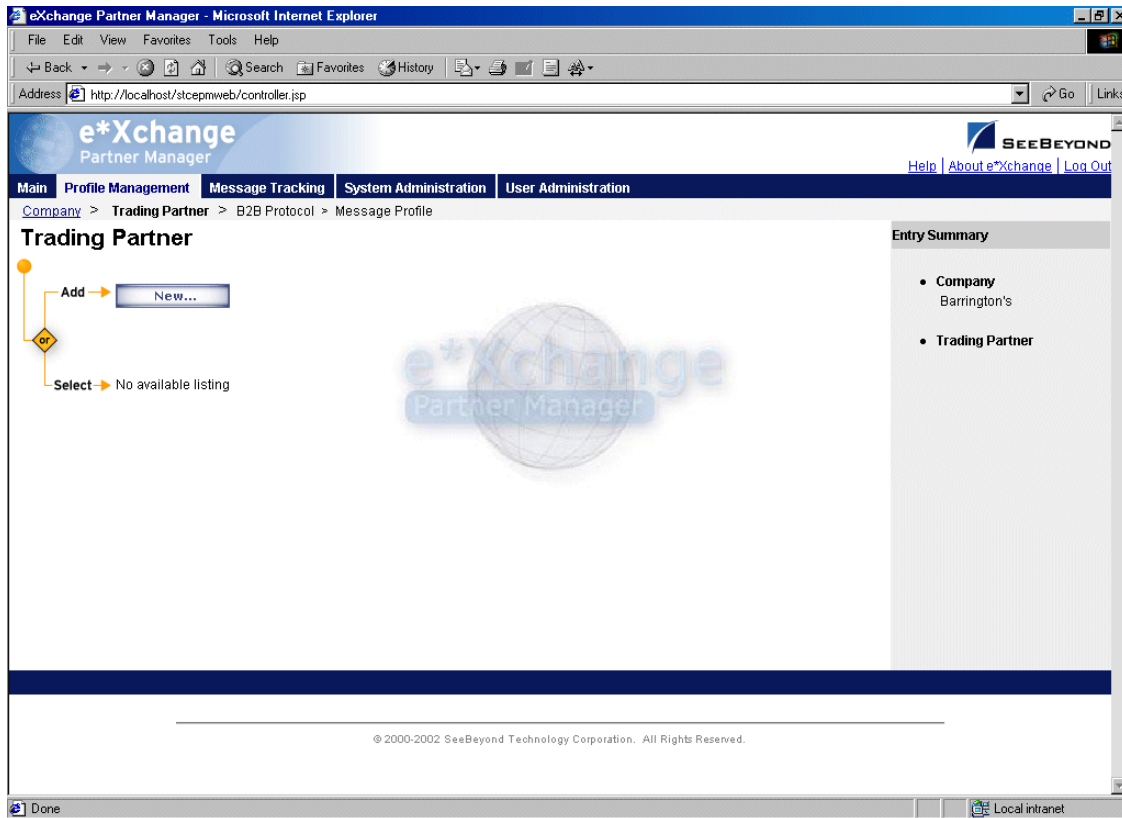 eXchange Partner Manager - Microsoft Internet Explorer
File Edit View Favorites Tools Help
Back Search Favorites History
Address http://localhost/stcepmweb/controller.jsp Go Links
e*Xchange
Partner Manager
SEEBEYOND
Help | About e*Xchange | Log Out
Main Profile Management Message Tracking System Administration User Administration
Company > Trading Partner > B2B Protocol > Message Profile
Trading Partner
Entry Summary
Add New...
or
Select No available listing
• Company
Barrington's
• Trading Partner
e*Xchange
Partner Manager
© 2000-2002 SeeBeyond Technology Corporation. All Rights Reserved.
Done Local intranet